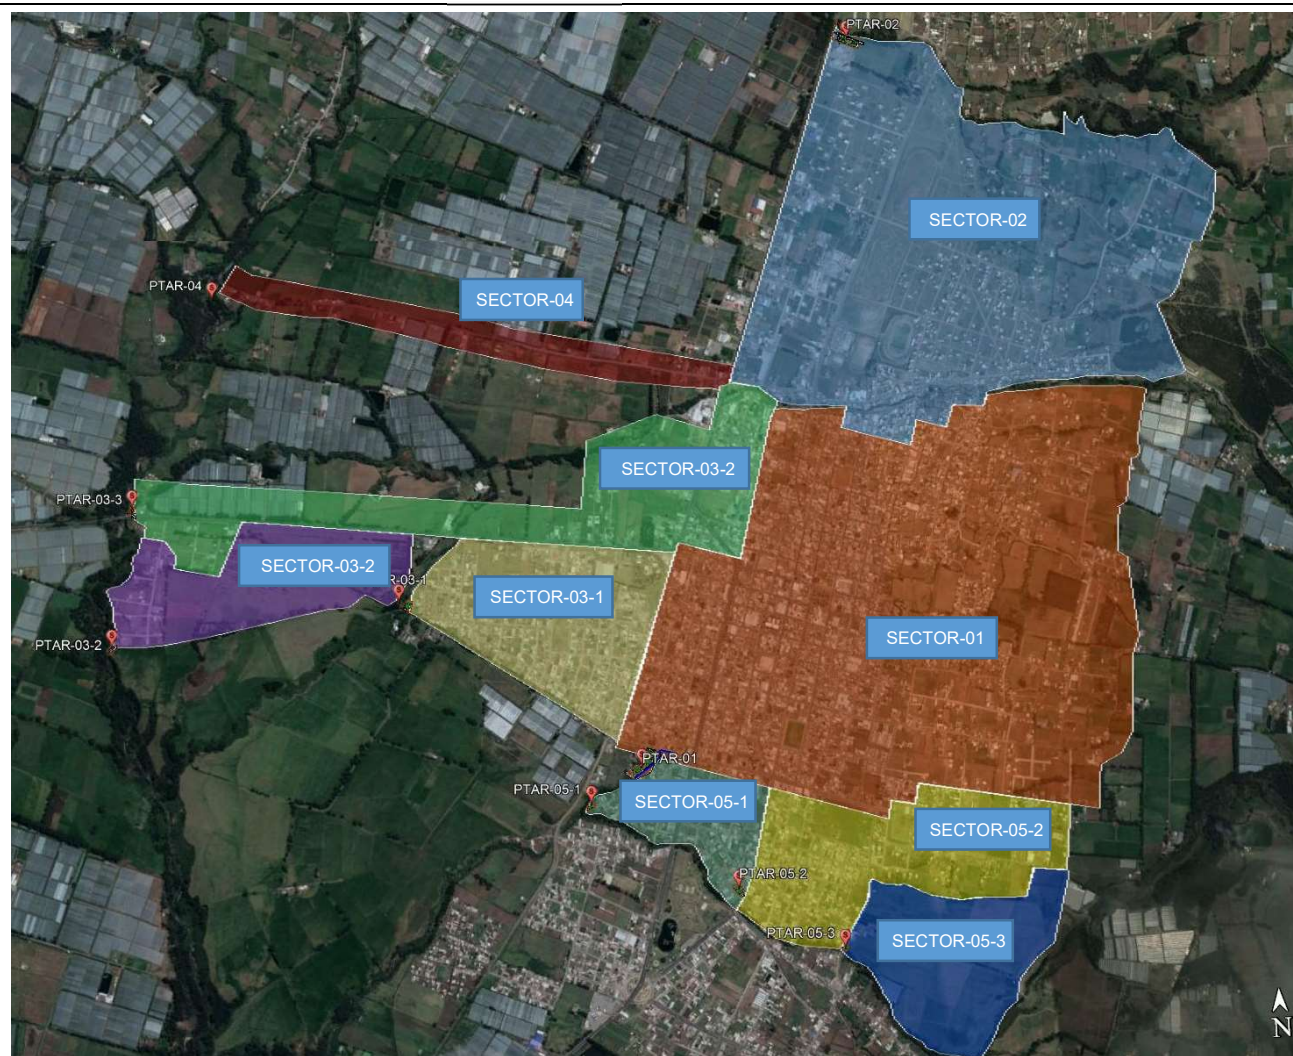 PTAR-02
SECTOR-02
PTAR-04
SECTOR-04
SECTOR-03-2
PTAR-03-3
SECTOR-03-2
R-03-1
SECTOR-03-1
PTAR-03-2
SECTOR-01
PTAR-01
PTAR-05-1
SECTOR-05-1
SECTOR-05-2
PTAR-05-2
PTAR-05-3
SECTOR-05-3
N